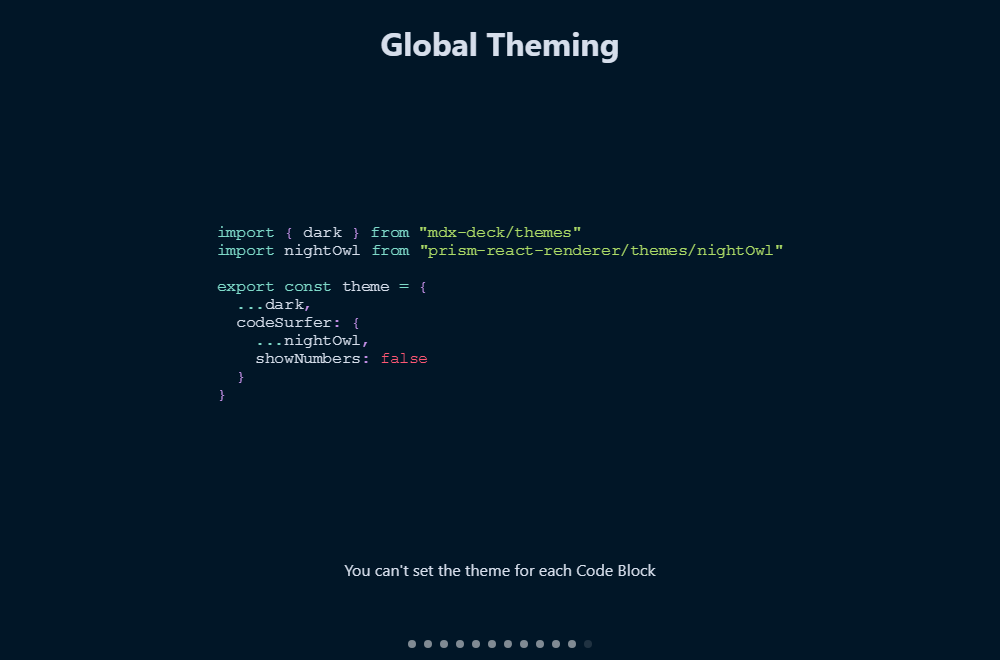 Global Theming
import { dark } from "mdx-deck/themes"
import nightOwl from "prism-react-renderer/themes/nightOwl"
export const theme = {
  ...dark,
  codeSurfer: {
    ...nightOwl,
    showNumbers: false
  }
}
You can't set the theme for each Code Block